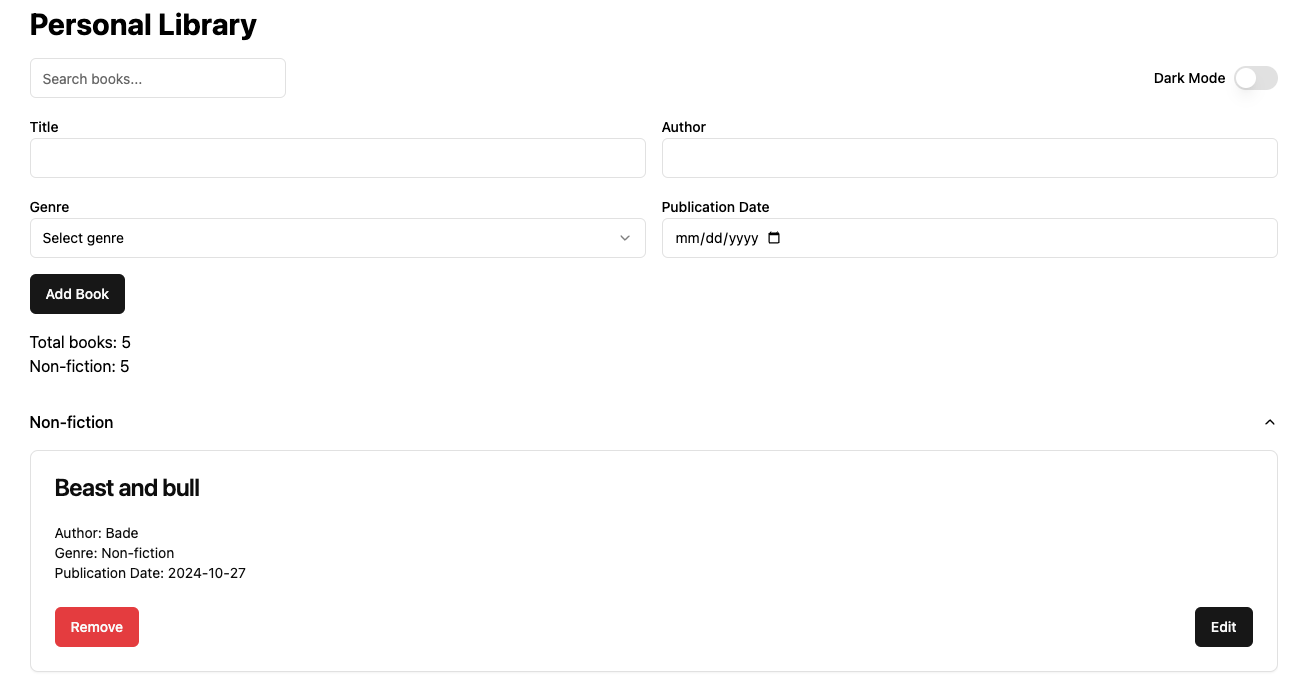 Personal Library
Search books...
Dark Mode
Title
Author
Genre
Publication Date
Select genre
mm/dd/yyyy
Add Book
Total books: 5
Non-fiction: 5
Non-fiction
Beast and bull
Author: Bade
Genre: Non-fiction
Publication Date: 2024-10-27
Remove
Edit